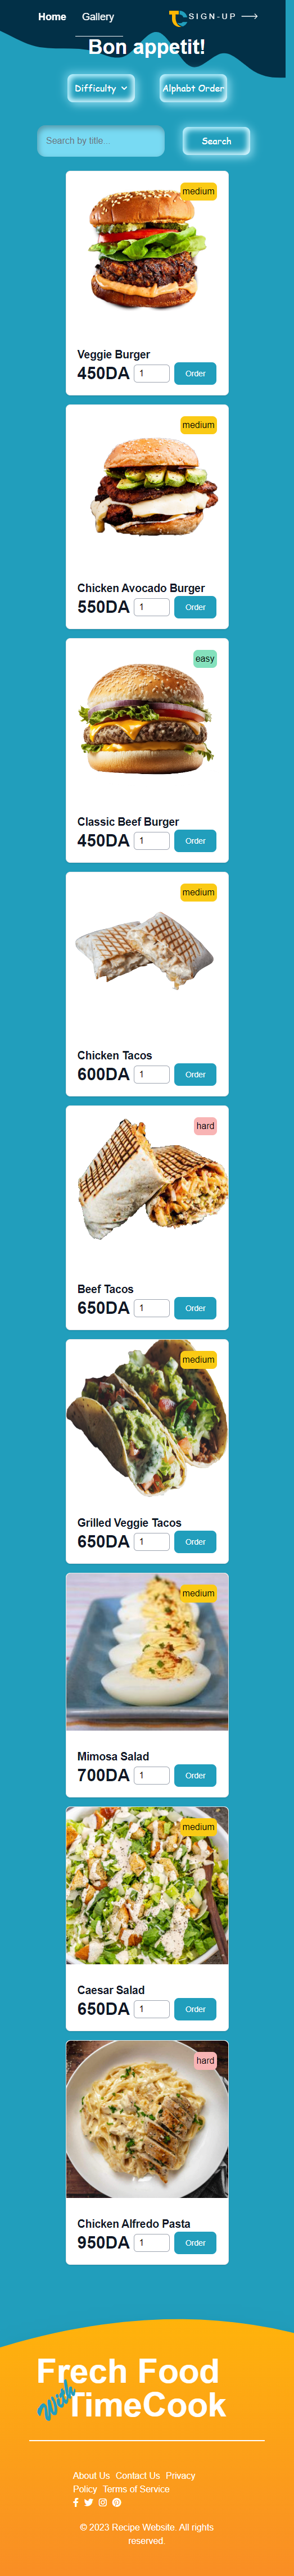 Home Gallery SIGN-UP
Bon appetit!
Difficulty Alphabt Order
Search by title... Search
medium
Veggie Burger
450DA 1 Order
medium
Chicken Avocado Burger
550DA 1 Order
easy
Classic Beef Burger
450DA 1 Order
medium
Chicken Tacos
600DA 1 Order
hard
Beef Tacos
650DA 1 Order
medium
Grilled Veggie Tacos
650DA 1 Order
medium
Mimosa Salad
700DA 1 Order
medium
Caesar Salad
650DA 1 Order
hard
Chicken Alfredo Pasta
950DA 1 Order
Frech Food
With TimeCook
About Us Contact Us Privacy
Policy Terms of Service
© 2023 Recipe Website. All rights
reserved.